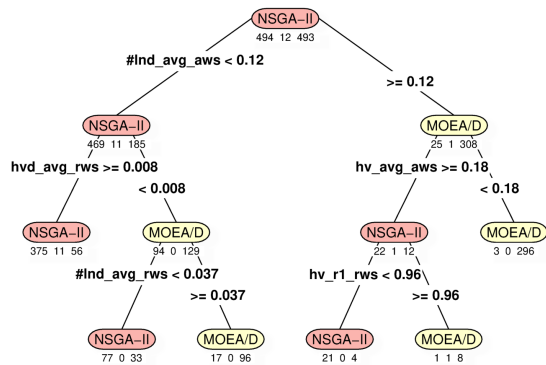 NSGA−II
494 12 493
#lnd_avg_aws < 0.12
>= 0.12
NSGA−II
469 11 185
MOEA/D
25 1 308
hvd_avg_rws >= 0.008
< 0.008
hv_avg_aws >= 0.18
< 0.18
NSGA−II
375 11 56
MOEA/D
94 0 129
NSGA−II
22 1 12
MOEA/D
3 0 296
#lnd_avg_rws < 0.037
>= 0.037
hv_r1_rws < 0.96
>= 0.96
NSGA−II
77 0 33
MOEA/D
17 0 96
NSGA−II
21 0 4
MOEA/D
1 1 8